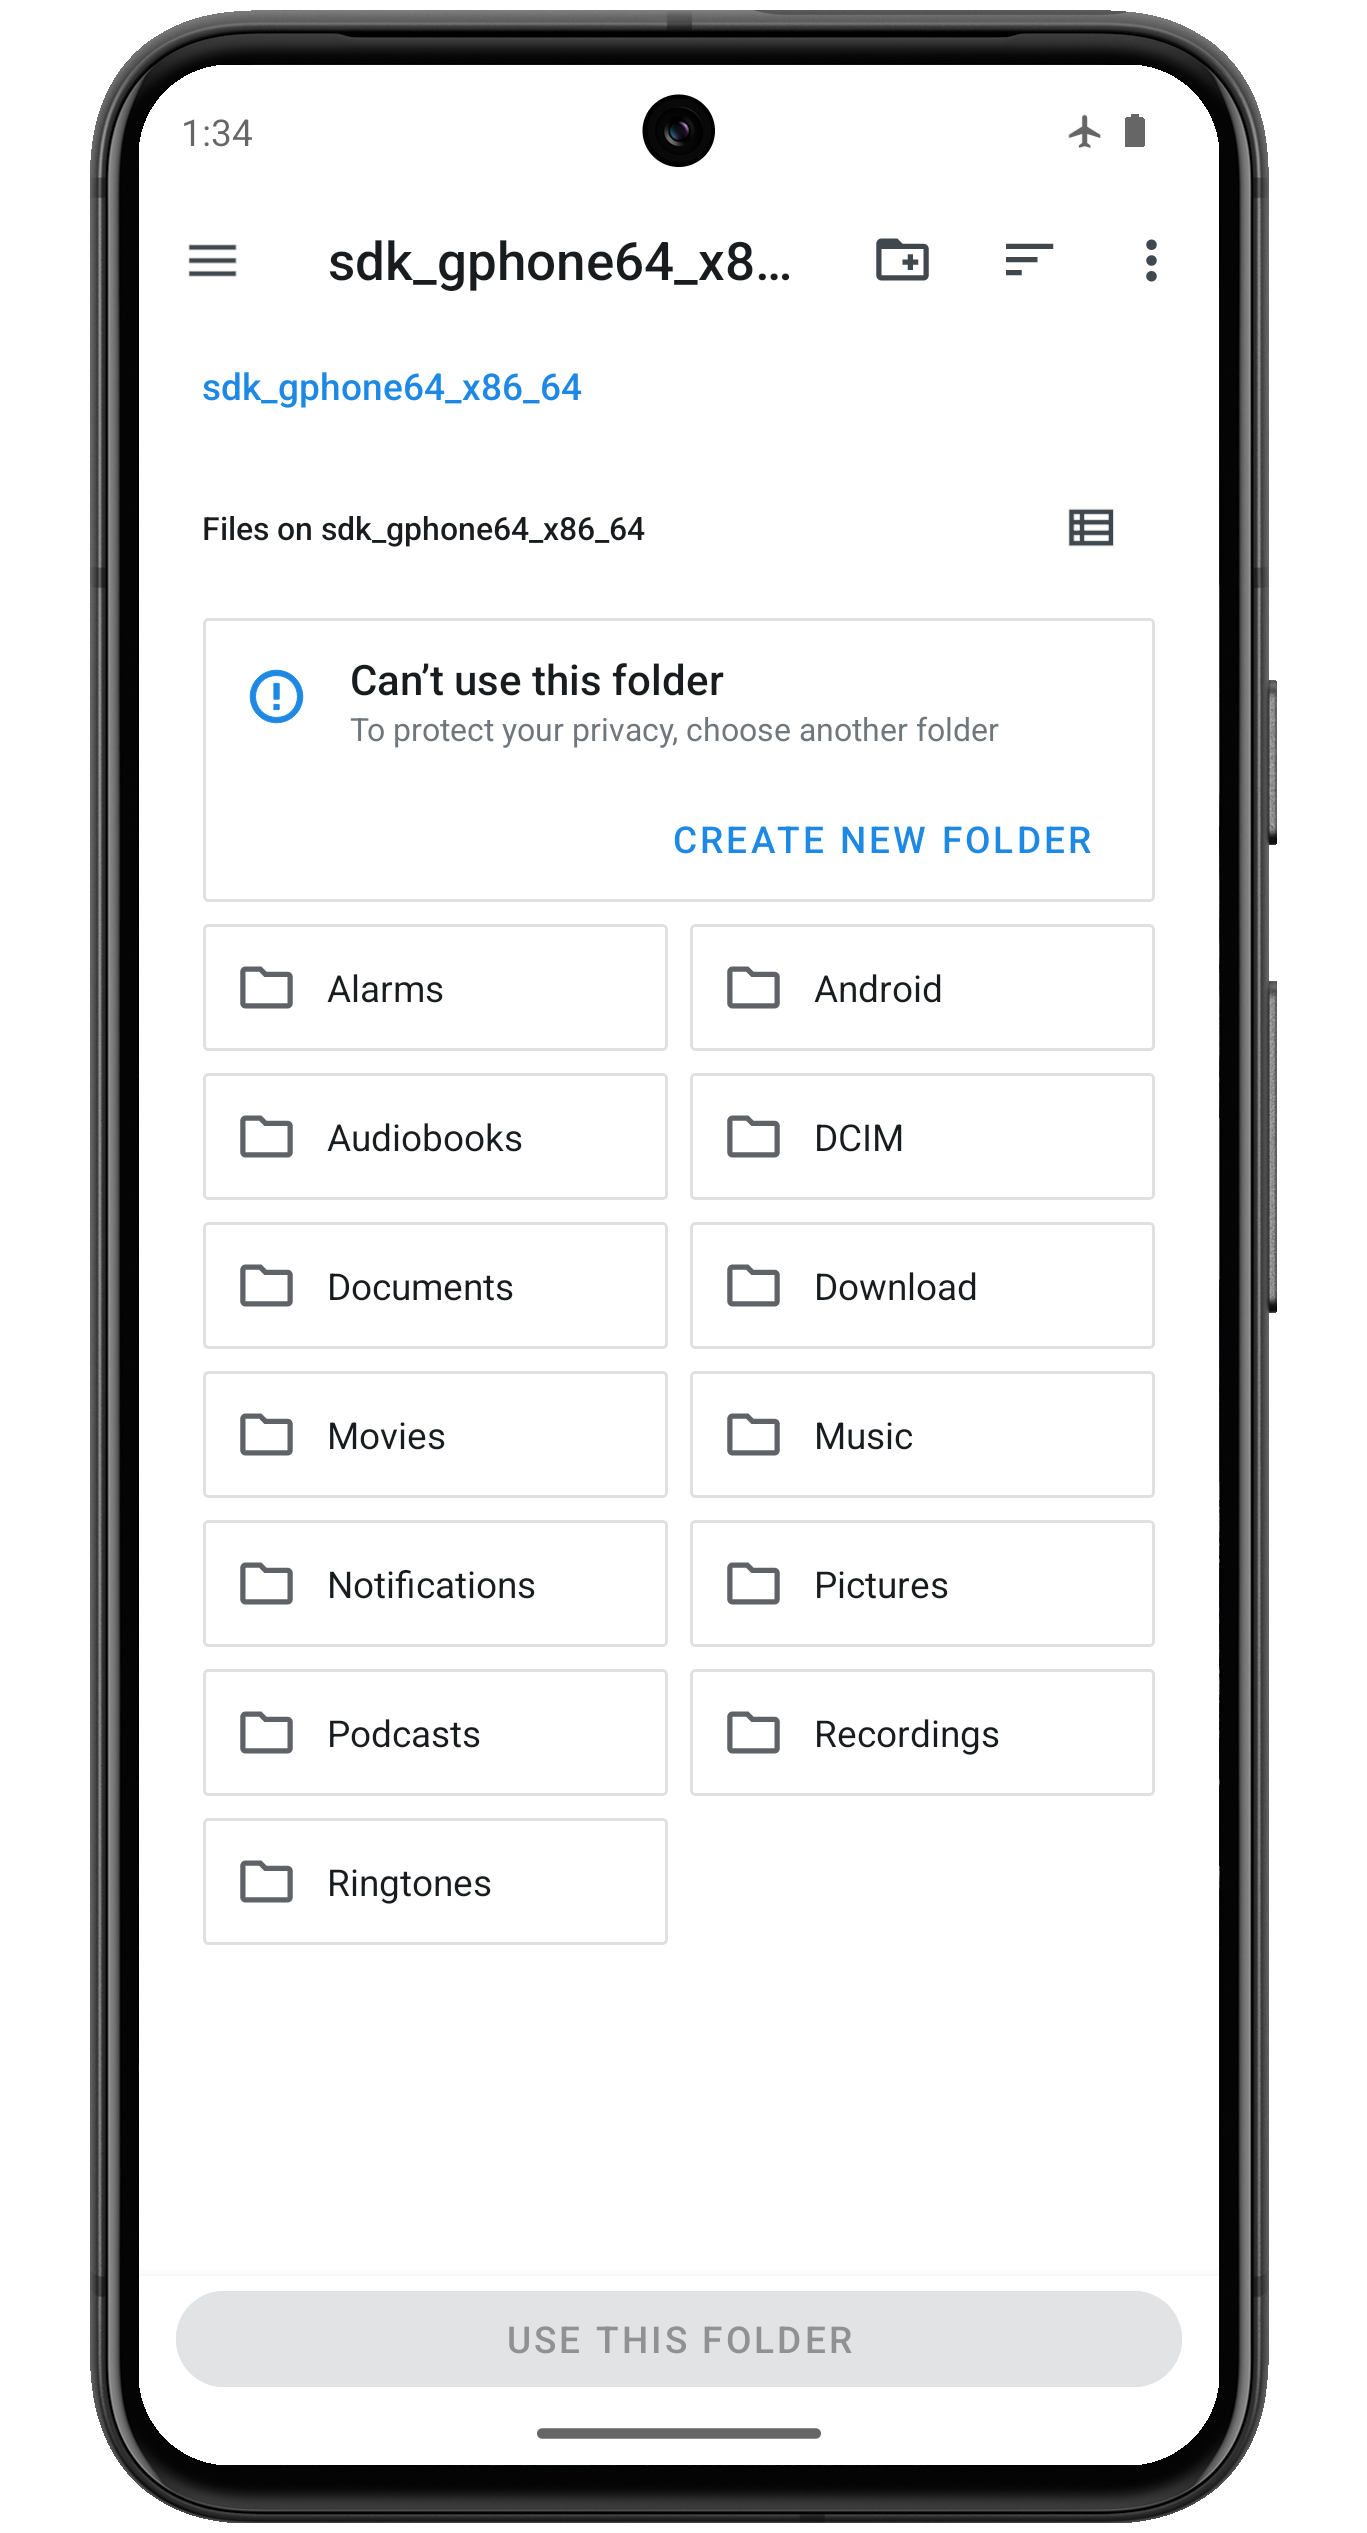 1:34
sdk_gphone64_x8...
sdk_gphone64_x86_64
Files on sdk_gphone64_x86_64
Can’t use this folder
To protect your privacy, choose another folder
CREATE NEW FOLDER
Alarms
Android
Audiobooks
DCIM
Documents
Download
Movies
Music
Notifications
Pictures
Podcasts
Recordings
Ringtones
USE THIS FOLDER